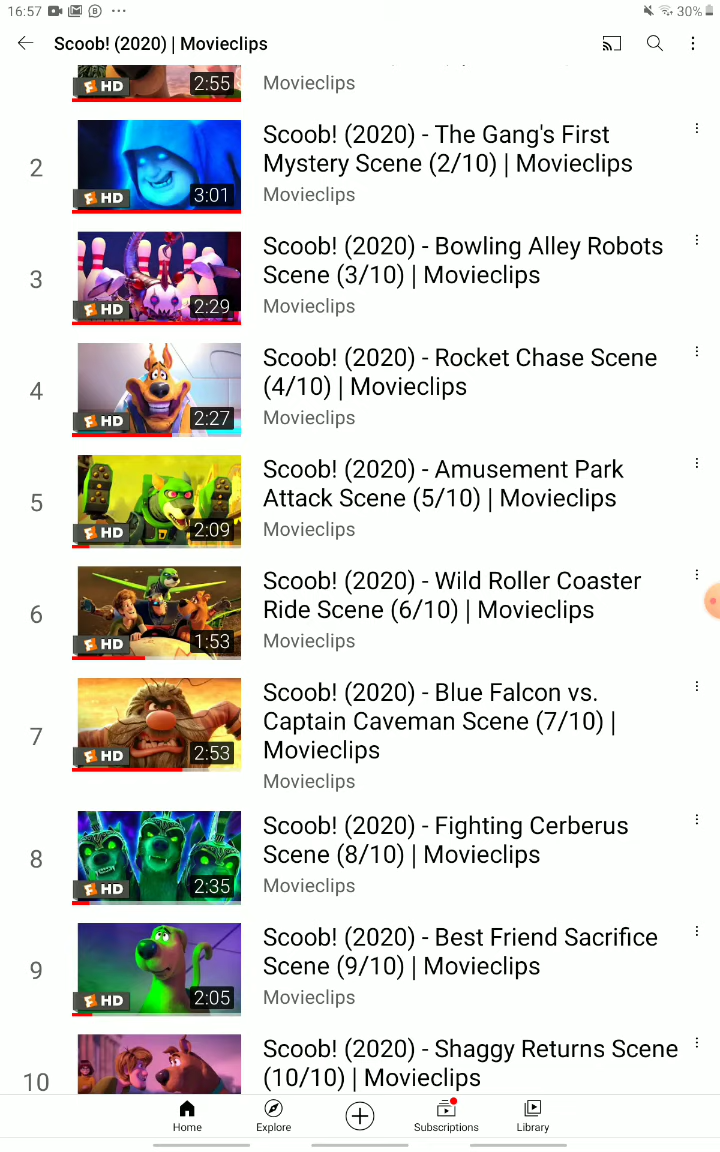 16:57
30%
Scoob! (2020) | Movieclips
HD
2:55
Movieclips
2
HD
3:01
Scoob! (2020) - The Gang's First
Mystery Scene (2/10) | Movieclips
Movieclips
3
HD
2:29
Scoob! (2020) - Bowling Alley Robots
Scene (3/10) | Movieclips
Movieclips
4
HD
2:27
Scoob! (2020) - Rocket Chase Scene
(4/10) | Movieclips
Movieclips
5
HD
2:09
Scoob! (2020) - Amusement Park
Attack Scene (5/10) | Movieclips
Movieclips
6
HD
1:53
Scoob! (2020) - Wild Roller Coaster
Ride Scene (6/10) | Movieclips
Movieclips
7
HD
2:53
Scoob! (2020) - Blue Falcon vs.
Captain Caveman Scene (7/10) |
Movieclips
Movieclips
8
HD
2:35
Scoob! (2020) - Fighting Cerberus
Scene (8/10) | Movieclips
Movieclips
9
HD
2:05
Scoob! (2020) - Best Friend Sacrifice
Scene (9/10) | Movieclips
Movieclips
10
Scoob! (2020) - Shaggy Returns Scene
(10/10) | Movieclips
Home
Explore
Subscriptions
Library